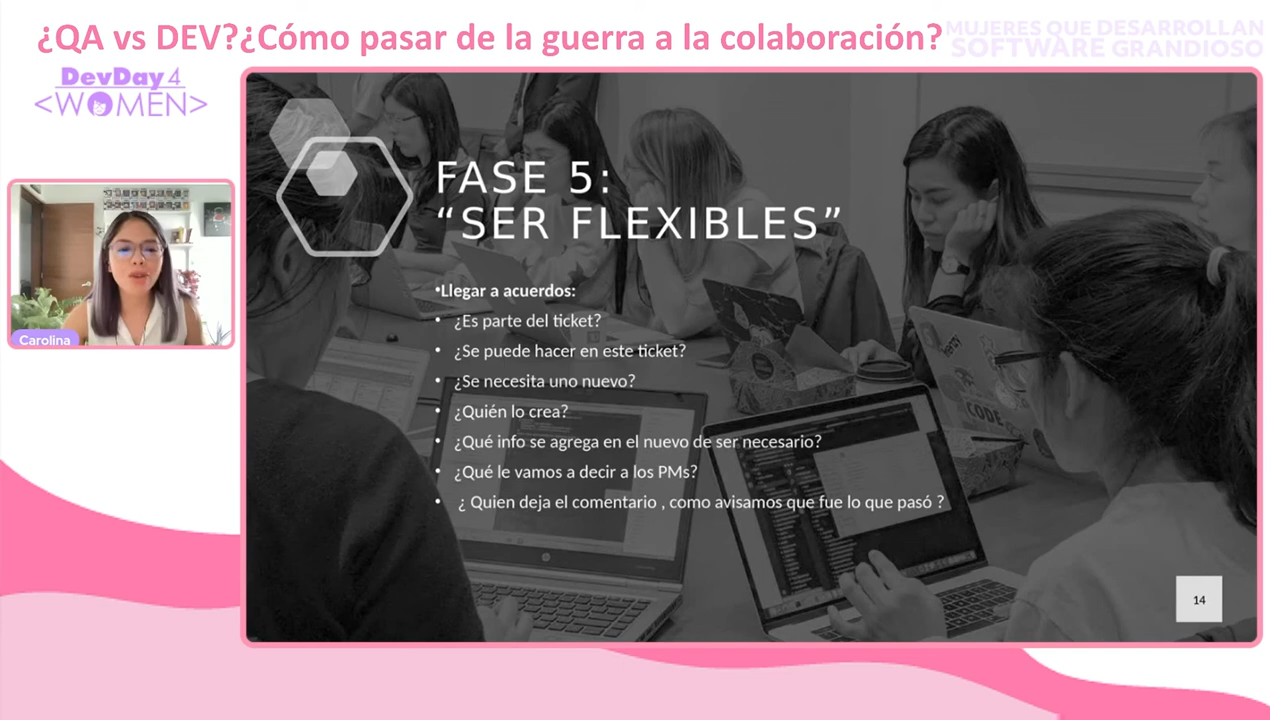 ¿QA vs DEV?¿Cómo pasar de la guerra a la colaboración?
MUJERES QUE DESARROLLAN
SOFTWARE GRANDIOSO
DevDay 4
<WOMEN>
Carolina
FASE 5:
“SER FLEXIBLES”
•Llegar a acuerdos:
• ¿Es parte del ticket?
• ¿Se puede hacer en este ticket?
• ¿Se necesita uno nuevo?
• ¿Quién lo crea?
• ¿Qué info se agrega en el nuevo de ser necesario?
• ¿Qué le vamos a decir a los PMs?
• ¿ Quien deja el comentario , como avisamos que fue lo que pasó ?
CODE
14